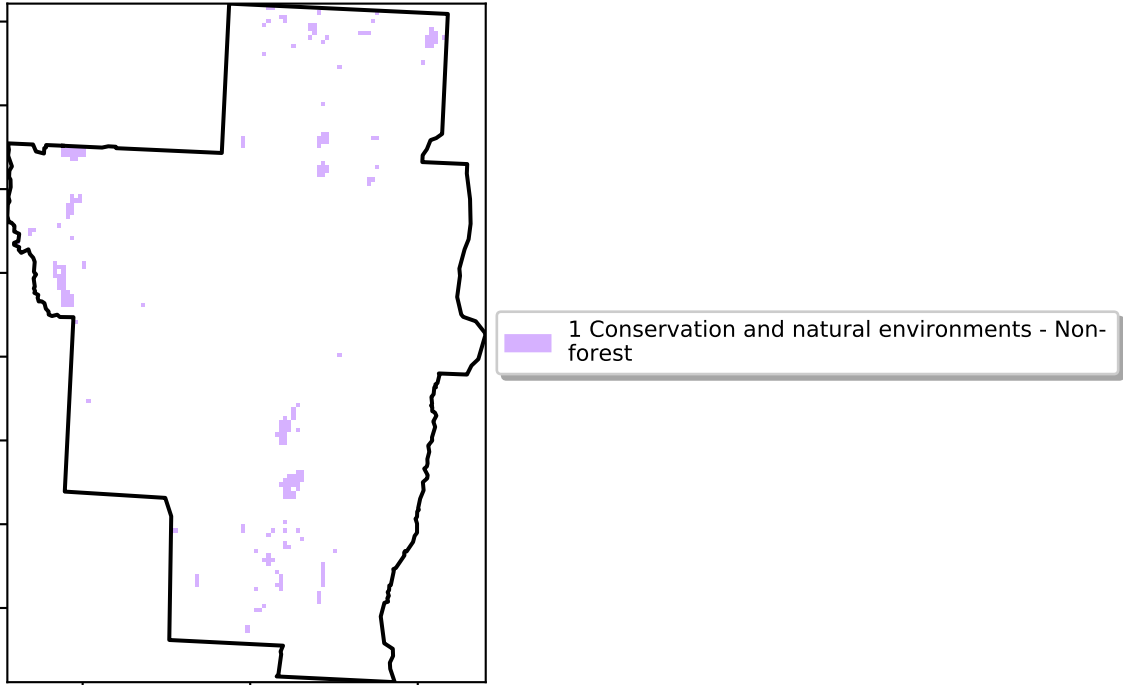 1 Conservation and natural environments - Non-
forest